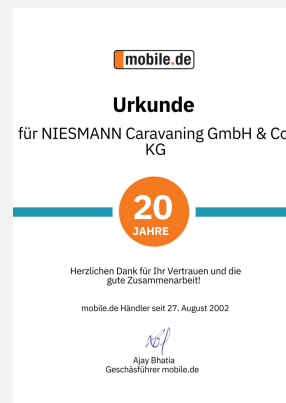 mobile.de
Urkunde
für NIESMANN Caravaning GmbH & Co
KG
20
JAHRE
Herzlichen Dank für Ihr Vertrauen und die
gute Zusammenarbeit!
mobile.de Händler seit 27. August 2002
Ajay Bhatia
Geschäsführer mobile.de